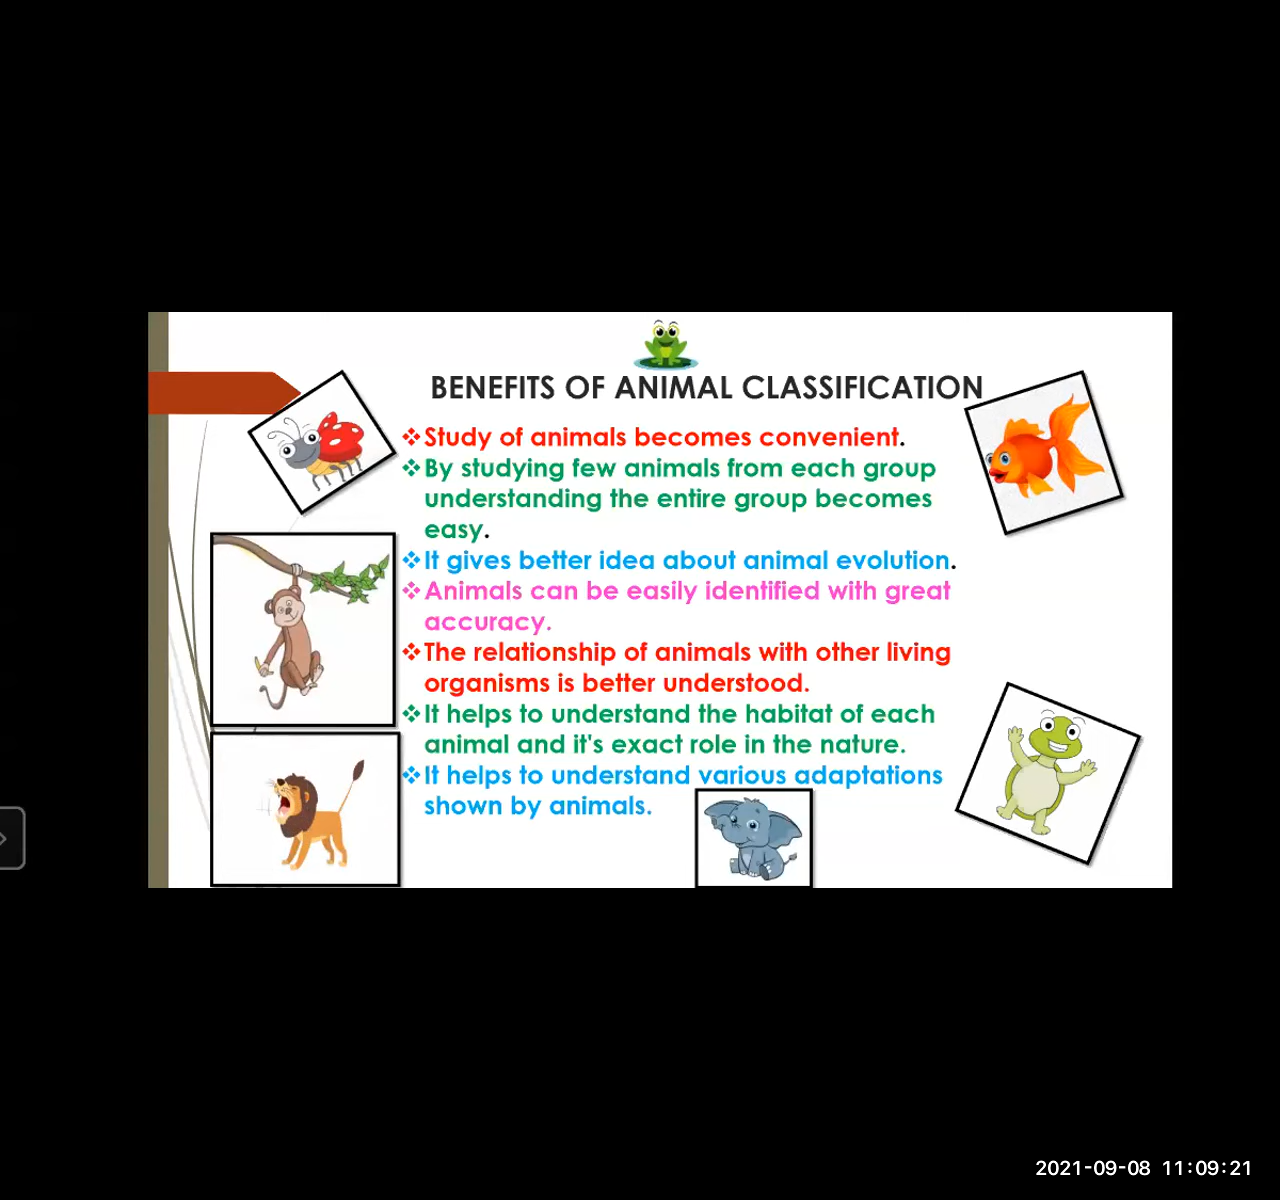 BENEFITS OF ANIMAL CLASSIFICATION
❖Study of animals becomes convenient.
❖By studying few animals from each group
understanding the entire group becomes
easy.
❖It gives better idea about animal evolution.
❖Animals can be easily identified with great
accuracy.
❖The relationship of animals with other living
organisms is better understood.
❖It helps to understand the habitat of each
animal and it's exact role in the nature.
❖It helps to understand various adaptations
shown by animals.
2021-09-08 11:09:21